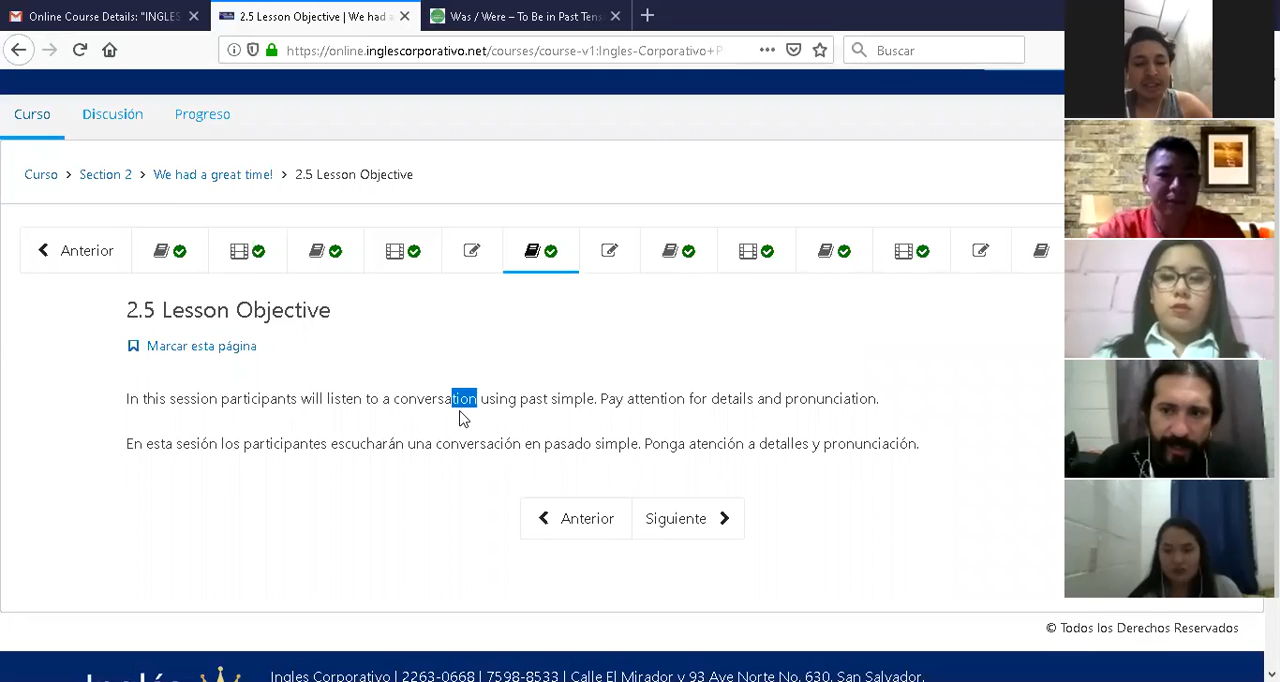 Online Course Details: "INGLES
2.5 Lesson Objective | We had a
Was / Were – To Be in Past Tens
https://online.inglescorporativo.net/courses/course-v1:Ingles-Corporativo+P
Buscar
Curso
Discusión
Progreso
Curso > Section 2 > We had a great time! > 2.5 Lesson Objective
Anterior
2.5 Lesson Objective
Marcar esta página
In this session participants will listen to a conversation using past simple. Pay attention for details and pronunciation.
En esta sesión los participantes escucharán una conversación en pasado simple. Ponga atención a detalles y pronunciación.
Anterior
Siguiente
© Todos los Derechos Reservados
Inglés
Ingles Corporativo | 2263-0668 | 7598-8533 | Calle El Mirador y 93 Ave Norte No. 630, San Salvador.